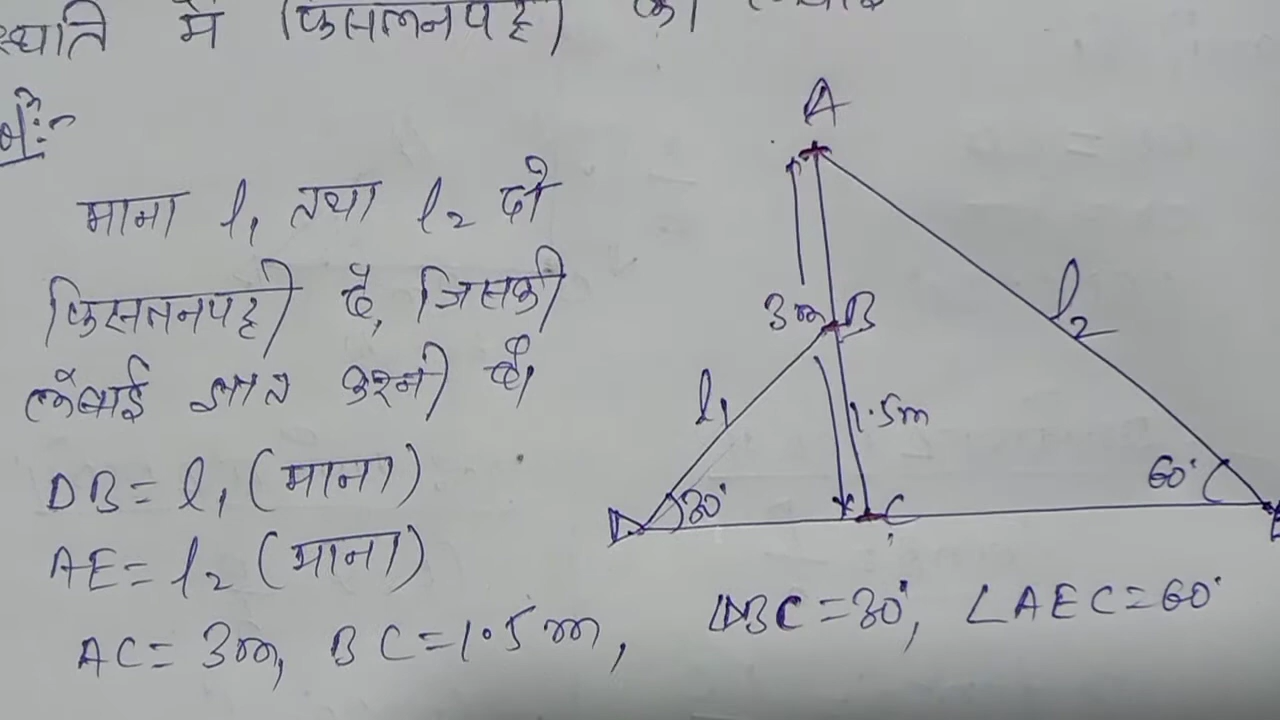 स्थिति में फिसलनपट्टी की
माना l₁ तथा l₂ दो
फिसलनपट्टी है, जिसकी
लंबाई ज्ञात करनी है,
DB = l₁ (माना)
AE = l₂ (माना)
AC = 3m, BC = 1.5m,
∠DBC = 30°, ∠AEC = 60°
A
3m B
l₂
l₁
1.5m
D 30° C 60° E